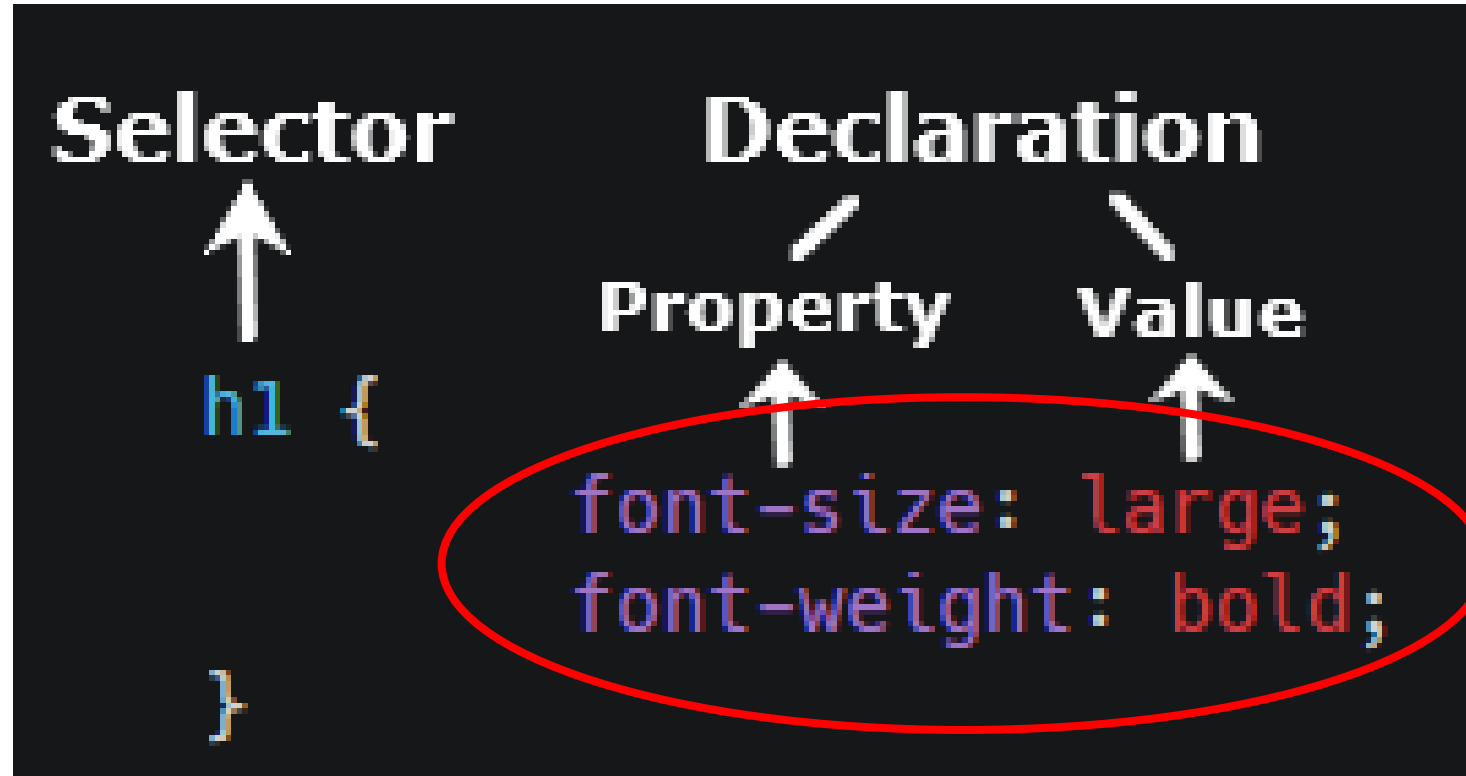 Selector Declaration
Property Value
h1 {
font-size: large;
font-weight: bold;
}